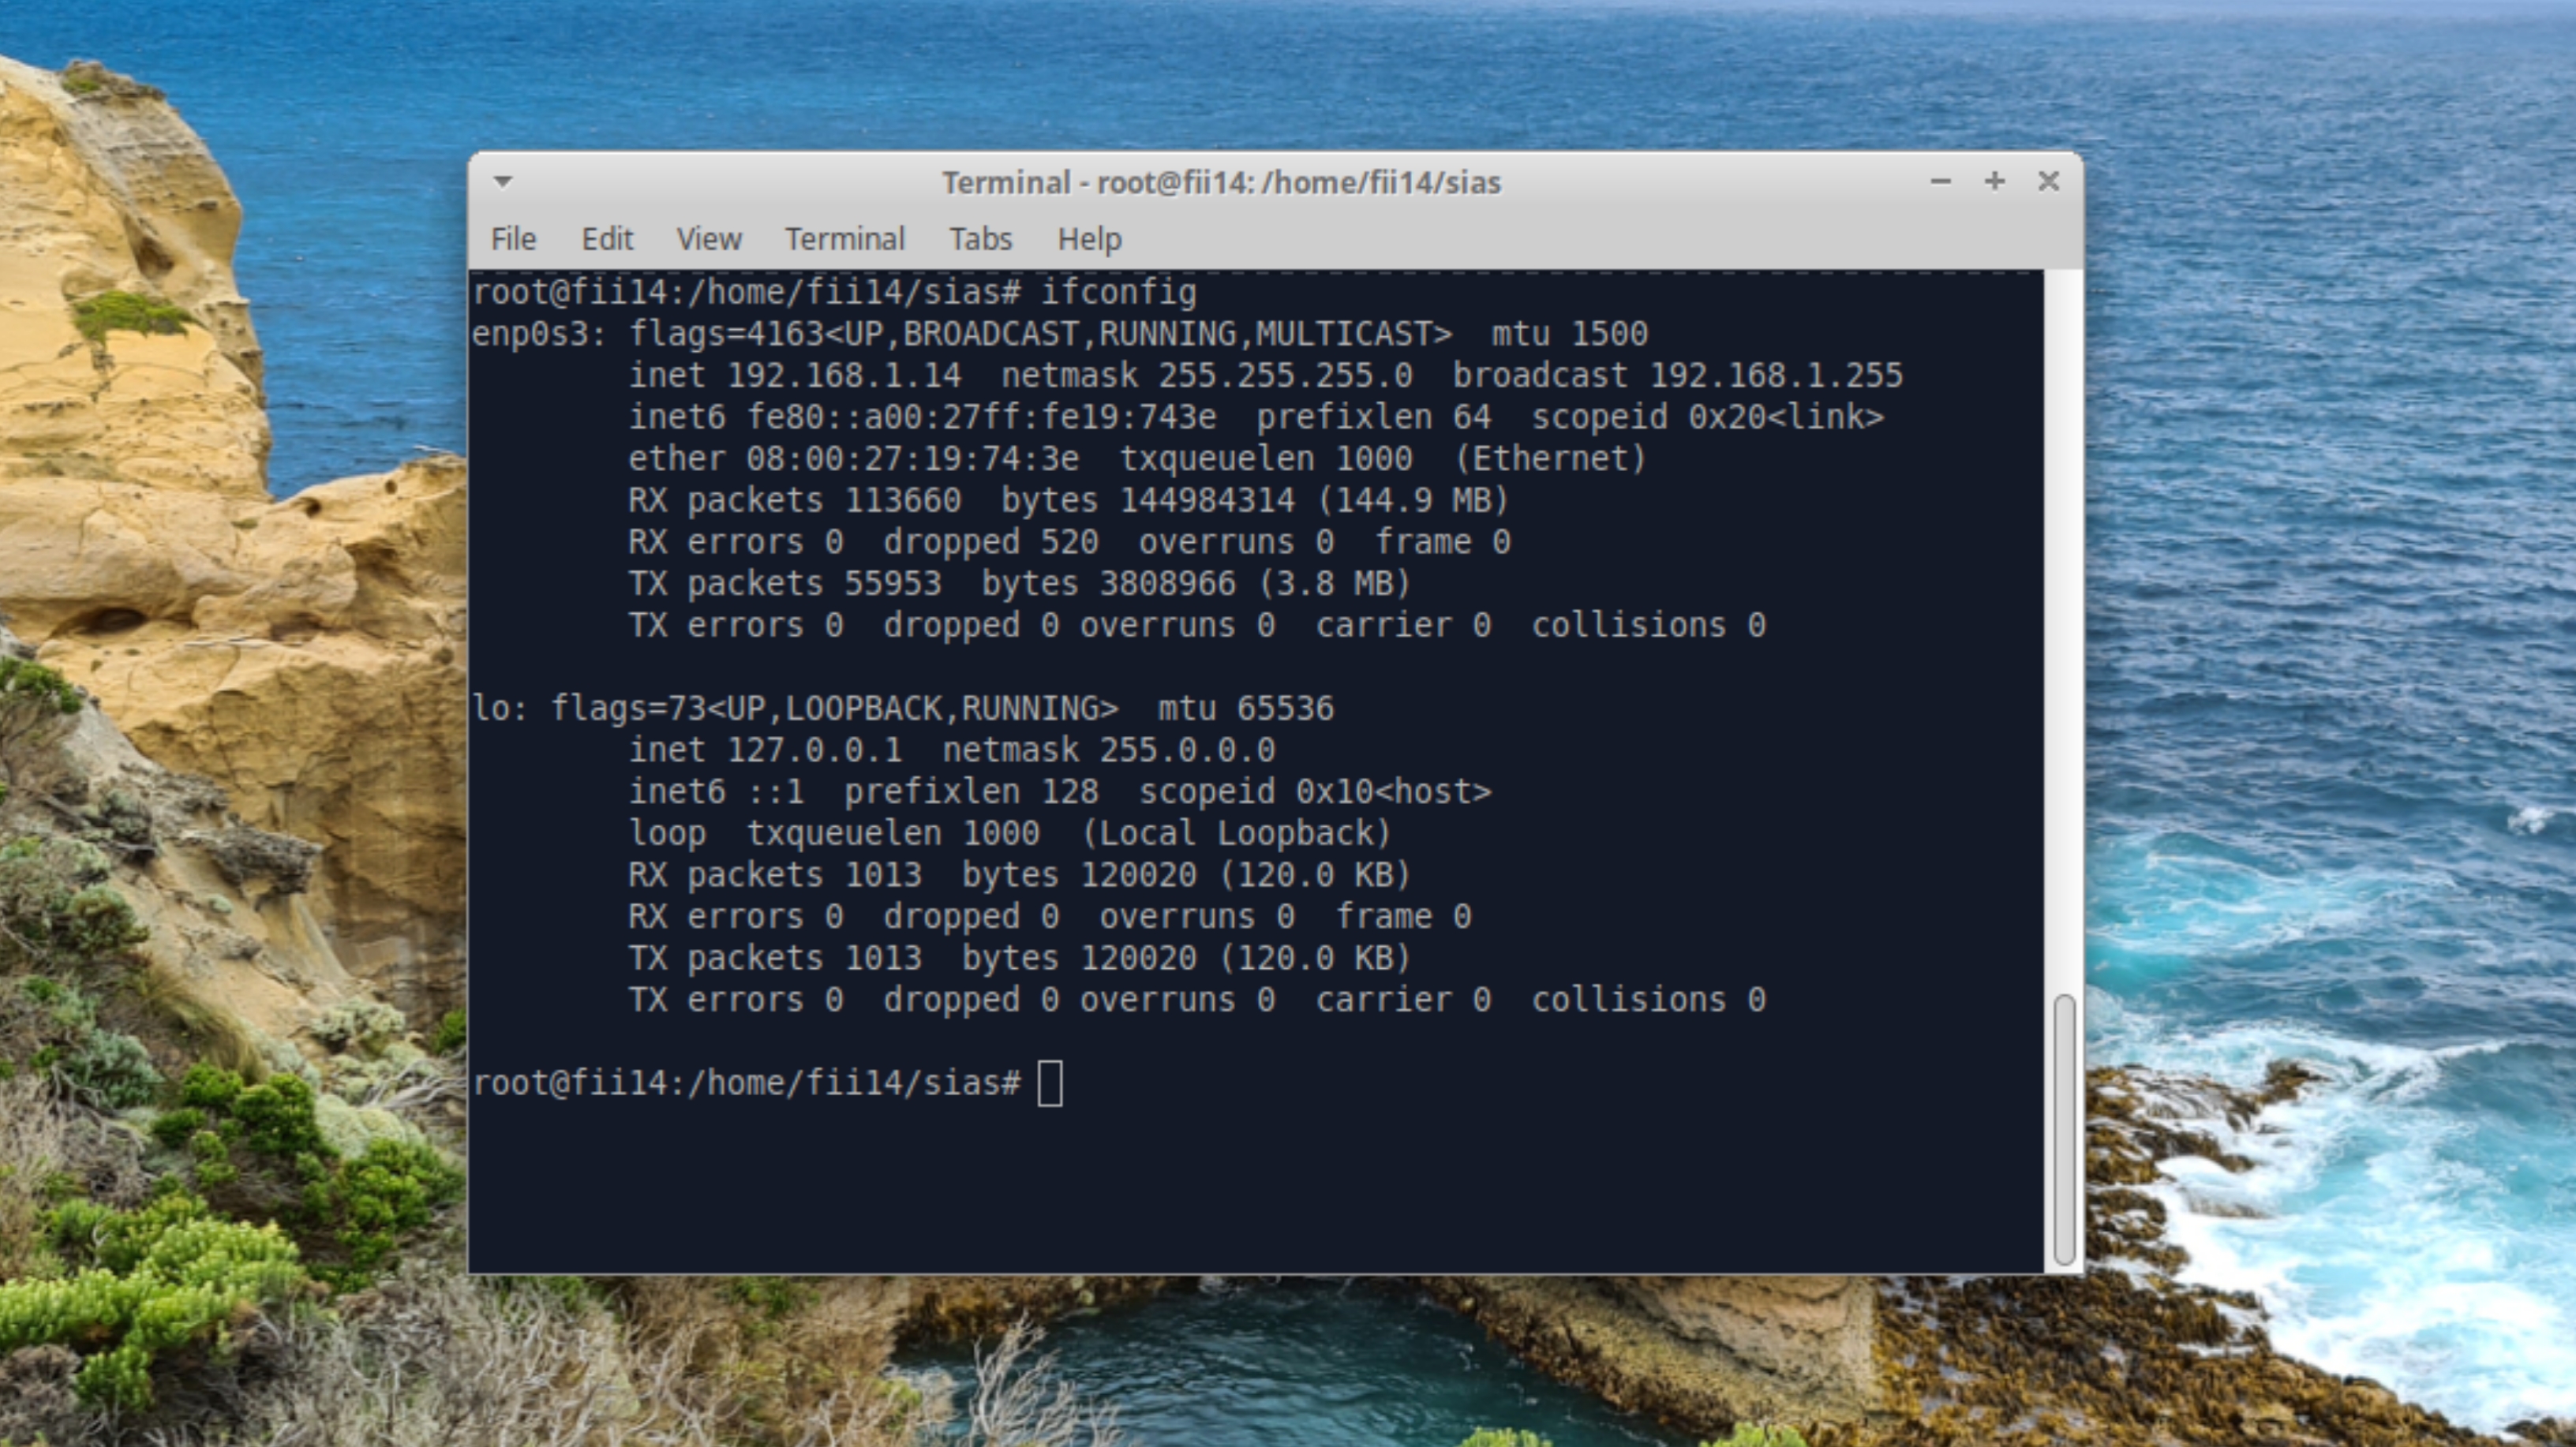 Terminal - root@fii14: /home/fii14/sias
File Edit View Terminal Tabs Help
root@fii14:/home/fii14/sias# ifconfig
enp0s3: flags=4163<UP,BROADCAST,RUNNING,MULTICAST>  mtu 1500
        inet 192.168.1.14  netmask 255.255.255.0  broadcast 192.168.1.255
        inet6 fe80::a00:27ff:fe19:743e  prefixlen 64  scopeid 0x20<link>
        ether 08:00:27:19:74:3e  txqueuelen 1000  (Ethernet)
        RX packets 113660  bytes 144984314 (144.9 MB)
        RX errors 0  dropped 520  overruns 0  frame 0
        TX packets 55953  bytes 3808966 (3.8 MB)
        TX errors 0  dropped 0 overruns 0  carrier 0  collisions 0
lo: flags=73<UP,LOOPBACK,RUNNING>  mtu 65536
        inet 127.0.0.1  netmask 255.0.0.0
        inet6 ::1  prefixlen 128  scopeid 0x10<host>
        loop  txqueuelen 1000  (Local Loopback)
        RX packets 1013  bytes 120020 (120.0 KB)
        RX errors 0  dropped 0  overruns 0  frame 0
        TX packets 1013  bytes 120020 (120.0 KB)
        TX errors 0  dropped 0 overruns 0  carrier 0  collisions 0
root@fii14:/home/fii14/sias#